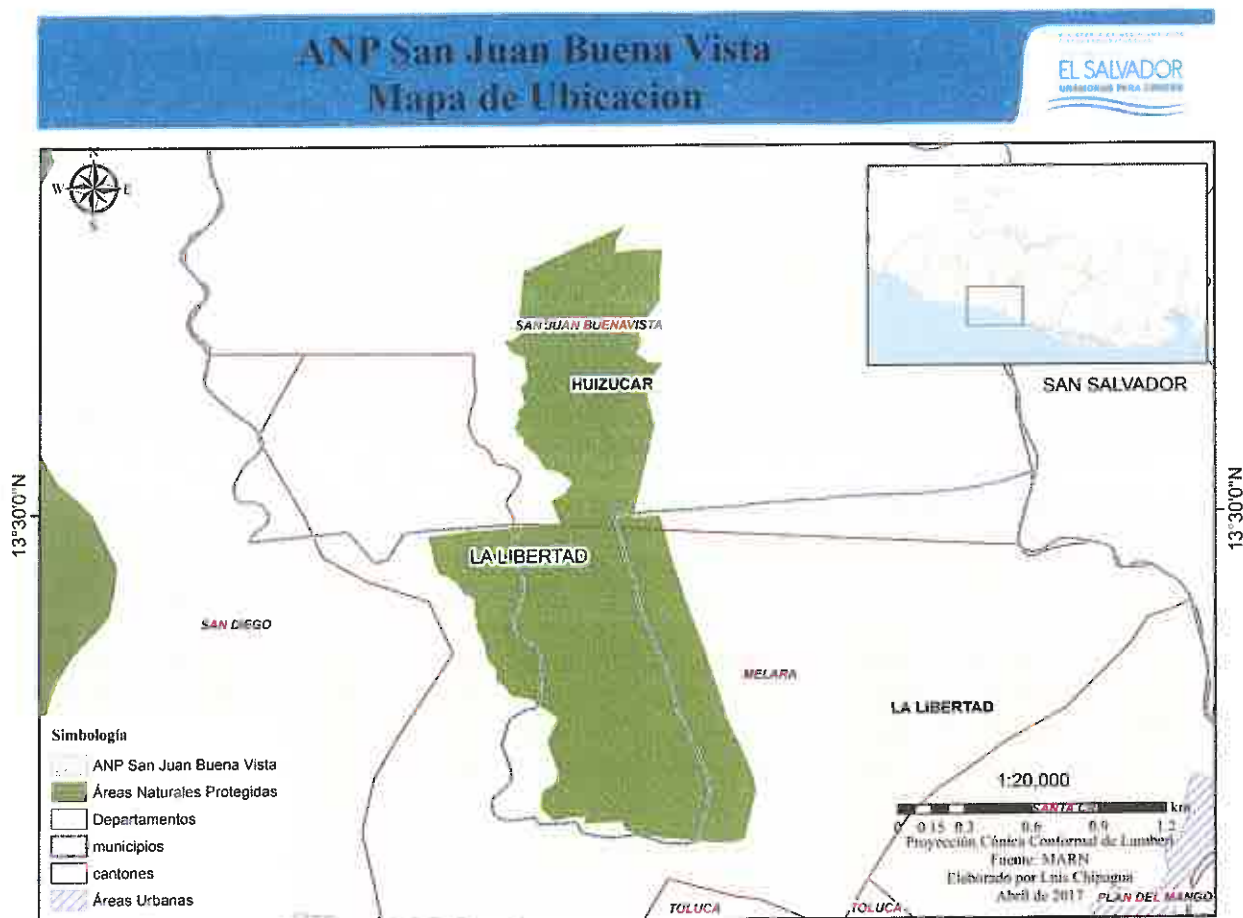 ANP San Juan Buena Vista
Mapa de Ubicacion
EL SALVADOR
N
W
E
S
SAN JUAN BUENAVISTA
HUIZUCAR
SAN SALVADOR
13°30'0"N
13°30'0"N
LA LIBERTAD
SAN DIEGO
MELARA
LA LIBERTAD
Simbología
ANP San Juan Buena Vista
Áreas Naturales Protegidas
Departamentos
municipios
cantones
Áreas Urbanas
1:20,000
SANTA
km
0 0.15 0.3 0.6 0.9 1.2
Proyección Cónica Conformal de Lambert
Fuente: MARN
Elaborado por Luis Chipagua
Abril de 2017
PLAN DEL MANGO
TOLUCA
TOLUCA